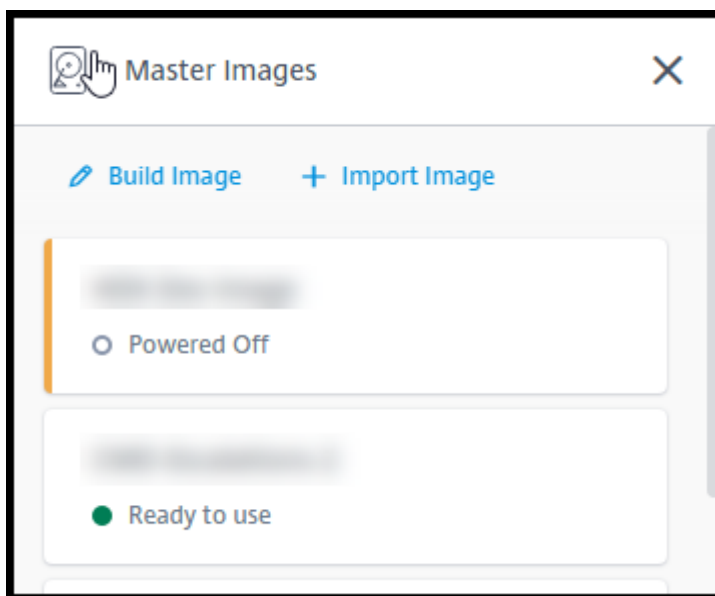 Master Images
Build Image
Import Image
Powered Off
Ready to use